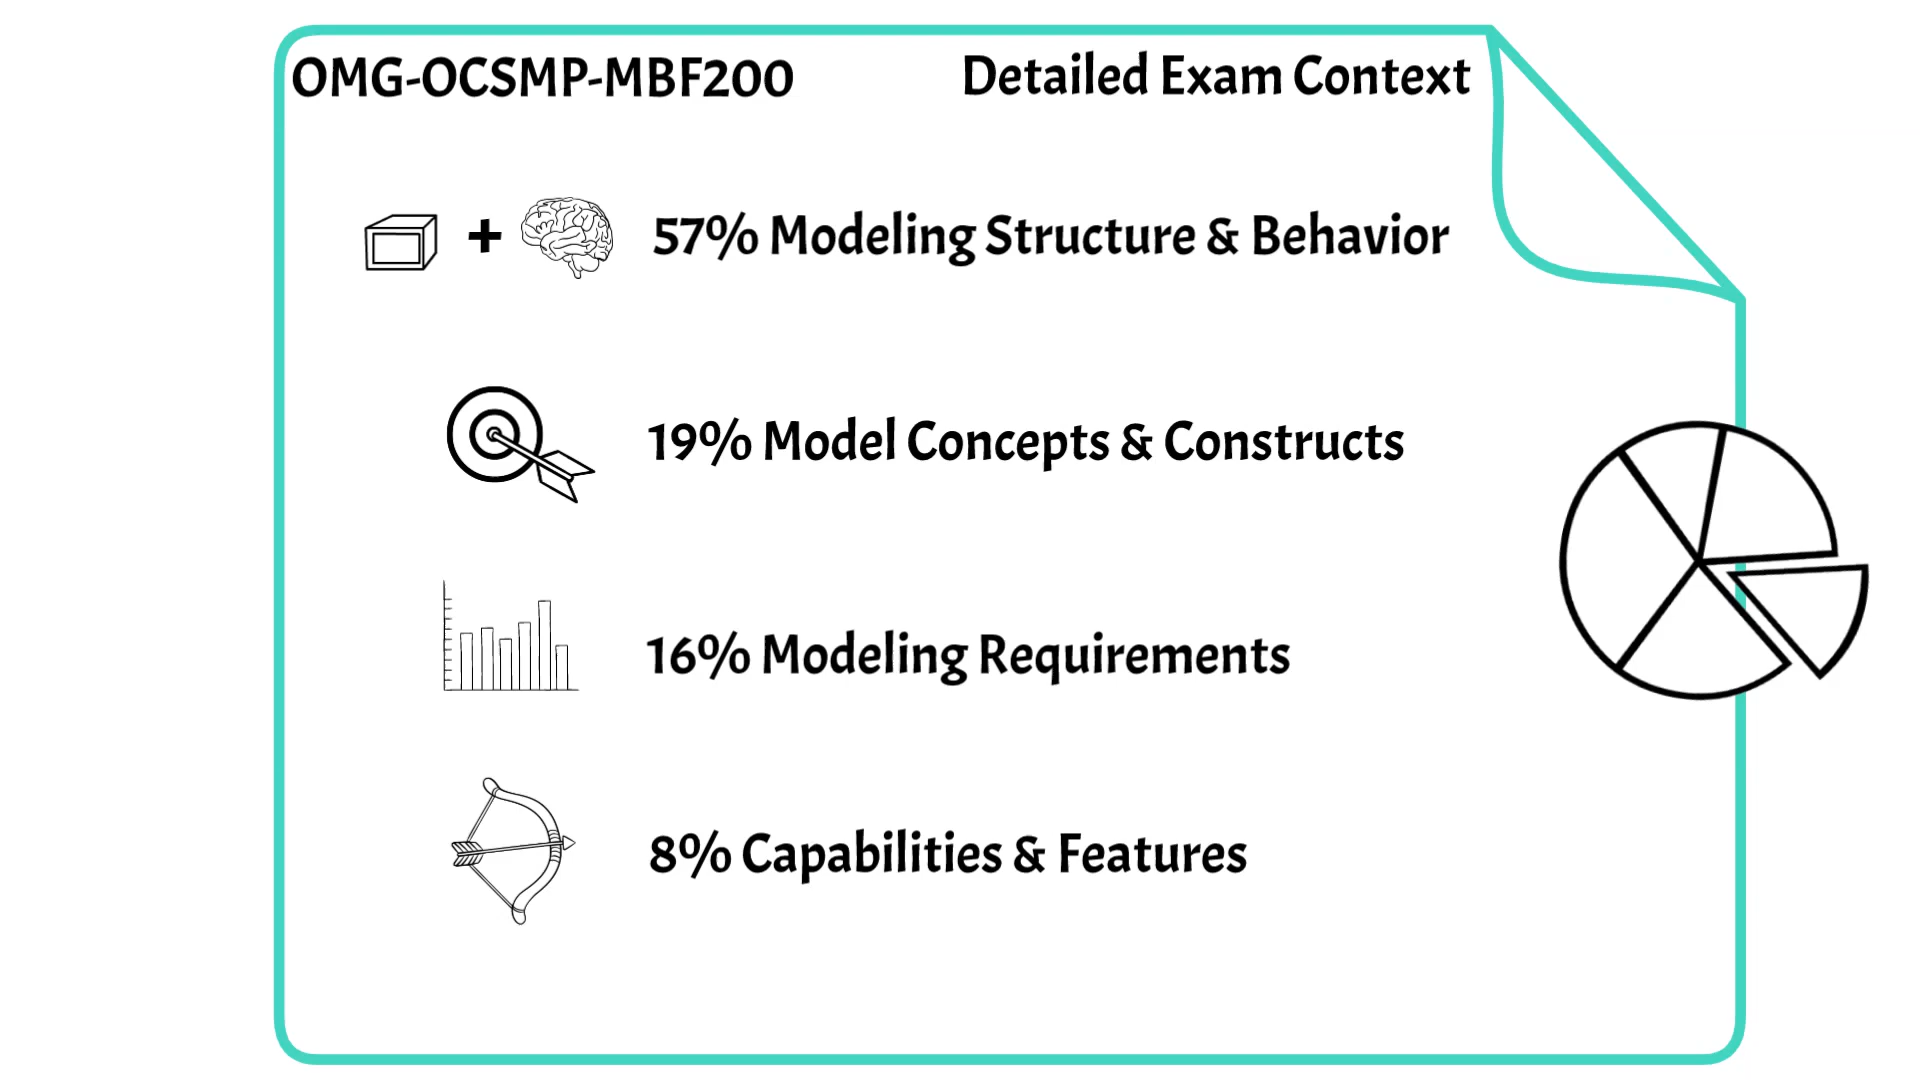 OMG-OCSMP-MBF200
Detailed Exam Context
+
57% Modeling Structure & Behavior
19% Model Concepts & Constructs
16% Modeling Requirements
8% Capabilities & Features